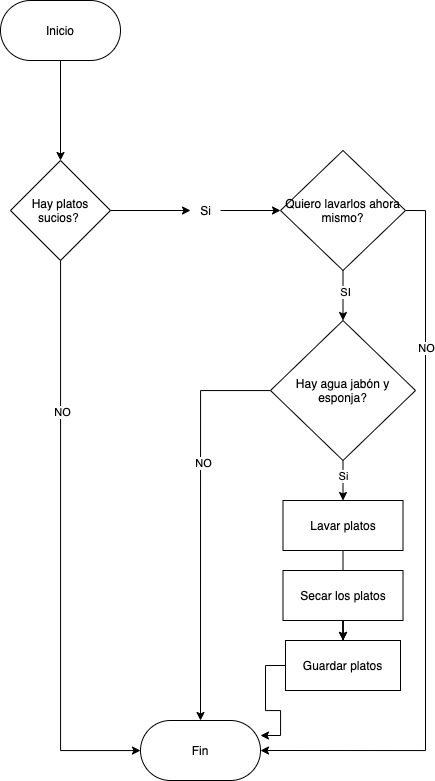 Inicio
Hay platos
sucios?
Si
Quiero lavarlos ahora
mismo?
SI
NO
Hay agua jabón y
esponja?
NO
NO
Si
Lavar platos
Secar los platos
Guardar platos
Fin